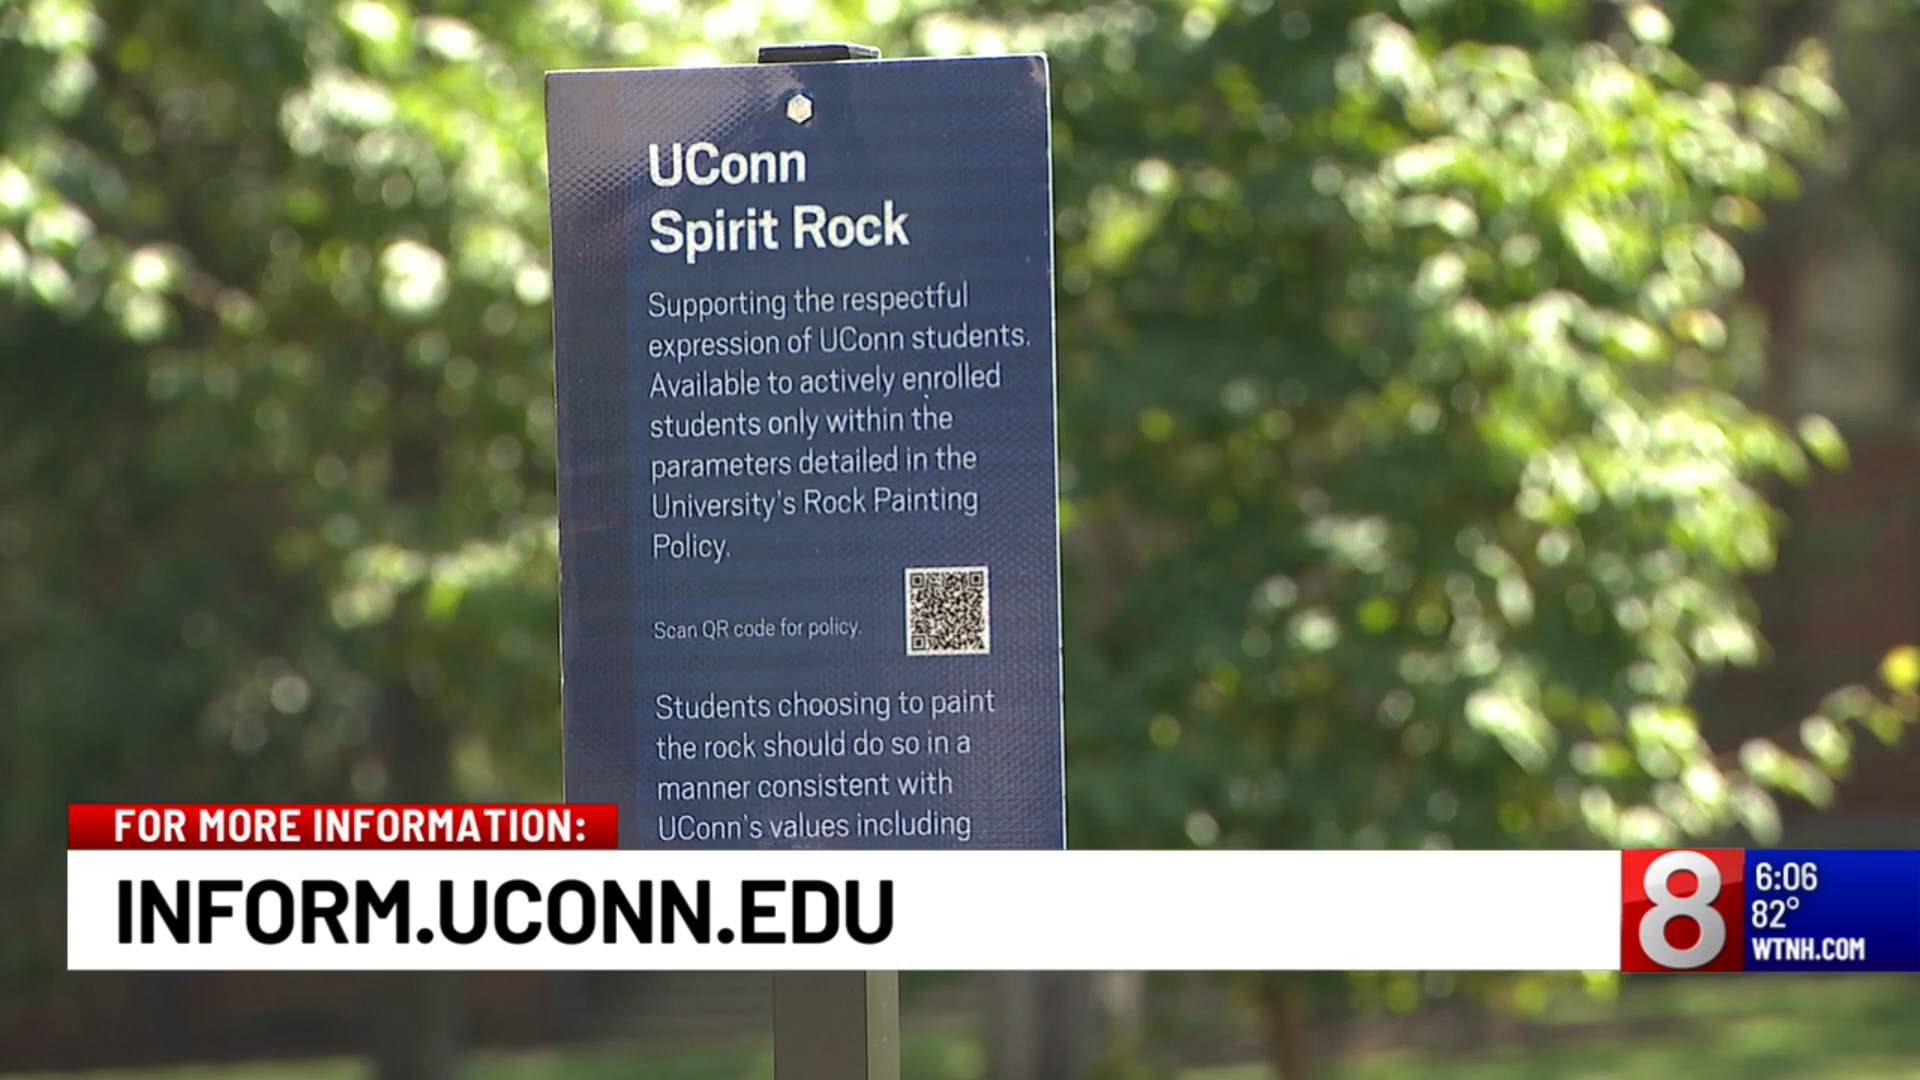 UConn
Spirit Rock
Supporting the respectful
expression of UConn students.
Available to actively enrolled
students only within the
parameters detailed in the
University's Rock Painting
Policy.
Scan QR code for policy.
Students choosing to paint
the rock should do so in a
manner consistent with
UConn's values including
FOR MORE INFORMATION:
INFORM.UCONN.EDU
8
6:06
82°
WTNH.COM